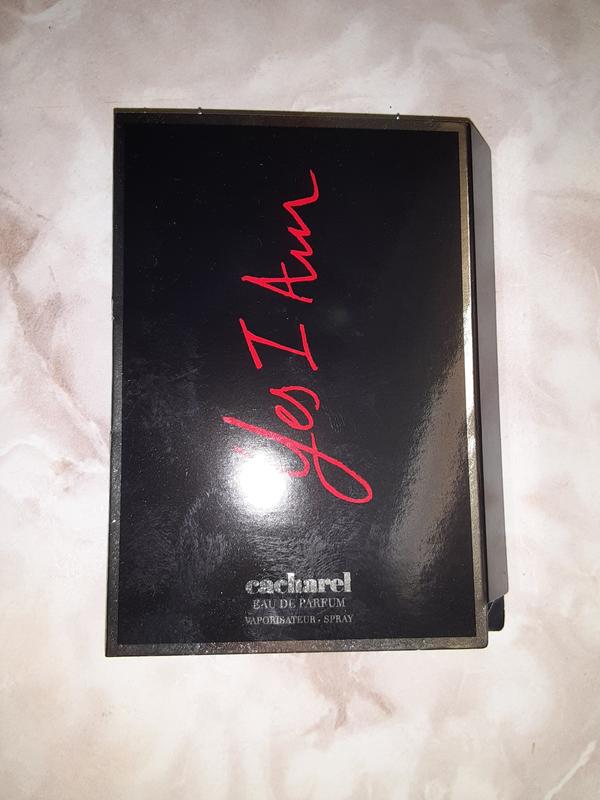 Yes I Am
cacharel
EAU DE PARFUM
VAPORISATEUR - SPRAY